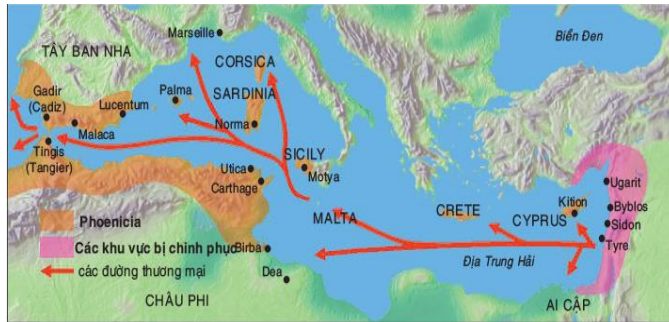 Marseille
Biển Đen
TÂY BAN NHA
CORSICA
Gadir
(Cadiz)
Palma
SARDINIA
Lucentum
Malaca
Norma
Tingis
(Tangier)
SICILY
Utica
Motya
Carthage
Ugarit
Kition
Byblos
Phoenicia
MALTA
CRETE
CYPRUS
Sidon
Tyre
Các khu vực bị chinh phục
Birba
Địa Trung Hải
các đường thương mại
Dea
CHÂU PHI
AI CẬP